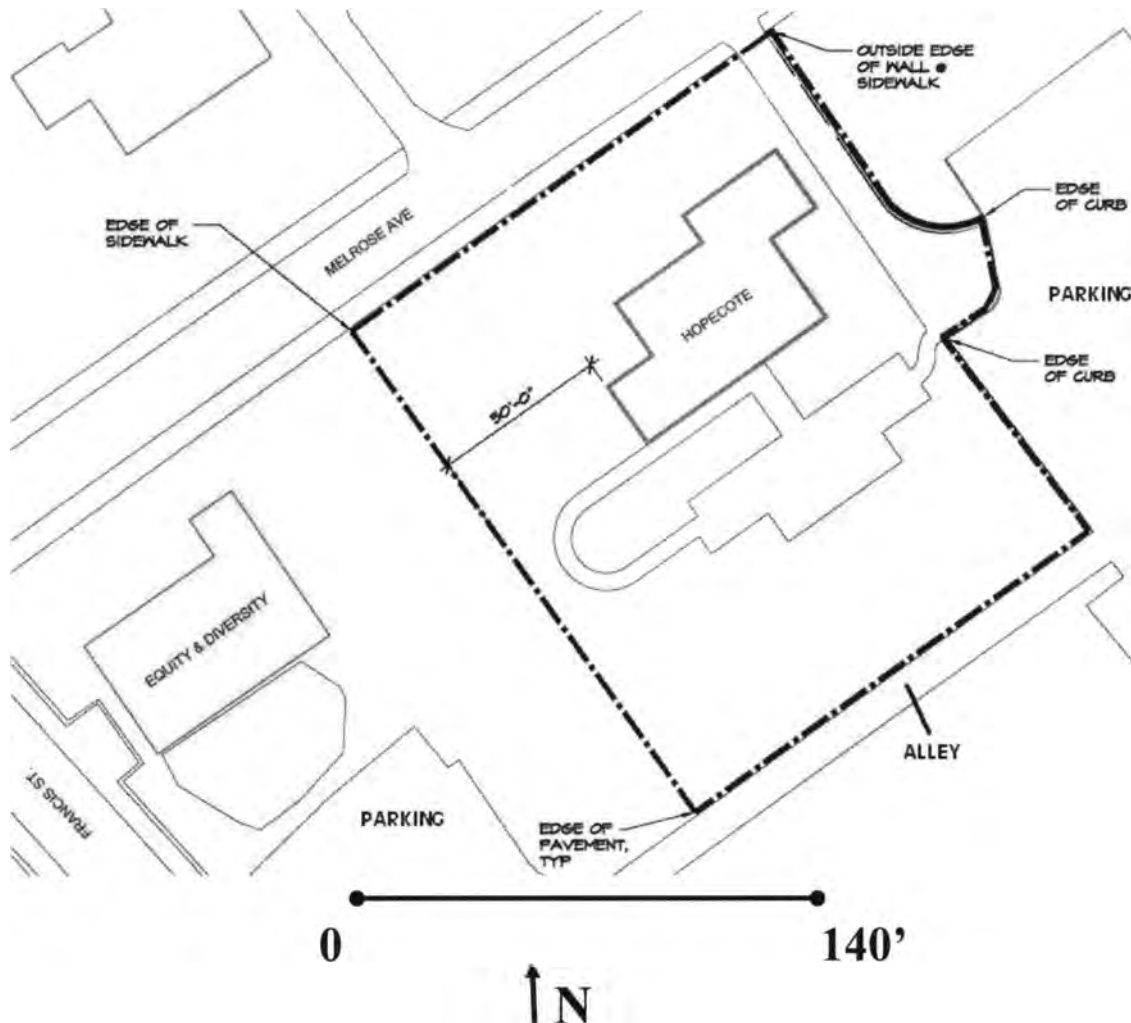 OUTSIDE EDGE
OF WALL @
SIDEWALK
EDGE
OF CURB
EDGE OF
SIDEWALK
MELROSE AVE
PARKING
HOPECOTE
EDGE
OF CURB
50'-0"
EQUITY & DIVERSITY
ALLEY
FRANCIS ST.
PARKING
EDGE OF
PAVEMENT,
TYP
0
140'
N